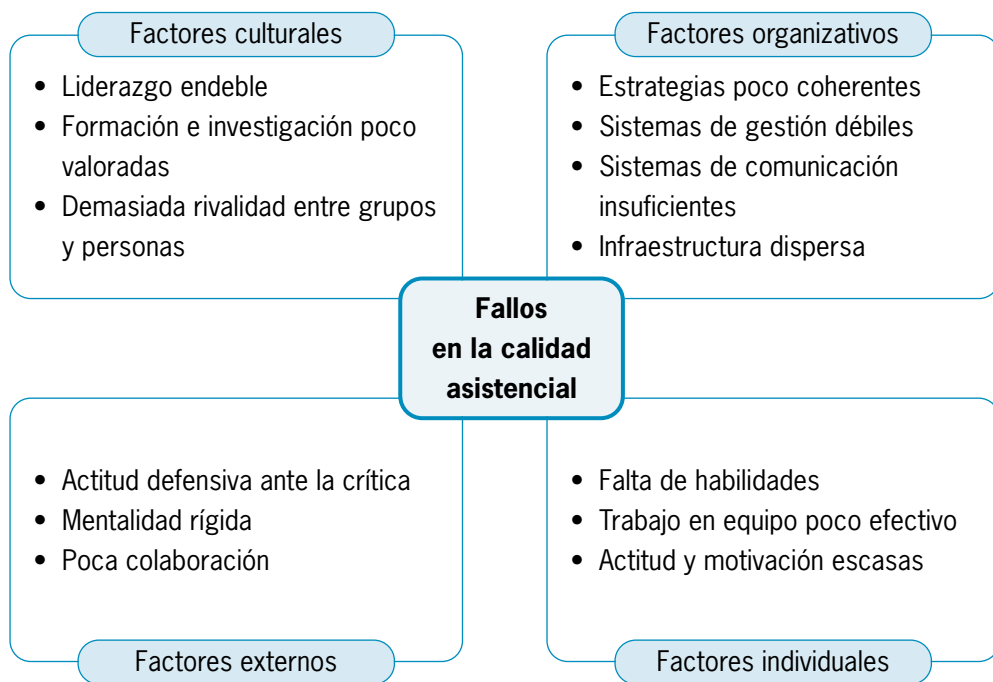 Factores culturales
• Liderazgo endeble
• Formación e investigación poco
valoradas
• Demasiada rivalidad entre grupos
y personas
Factores organizativos
• Estrategias poco coherentes
• Sistemas de gestión débiles
• Sistemas de comunicación
insuficientes
• Infraestructura dispersa
Fallos
en la calidad
asistencial
• Actitud defensiva ante la crítica
• Mentalidad rígida
• Poca colaboración
Factores externos
• Falta de habilidades
• Trabajo en equipo poco efectivo
• Actitud y motivación escasas
Factores individuales